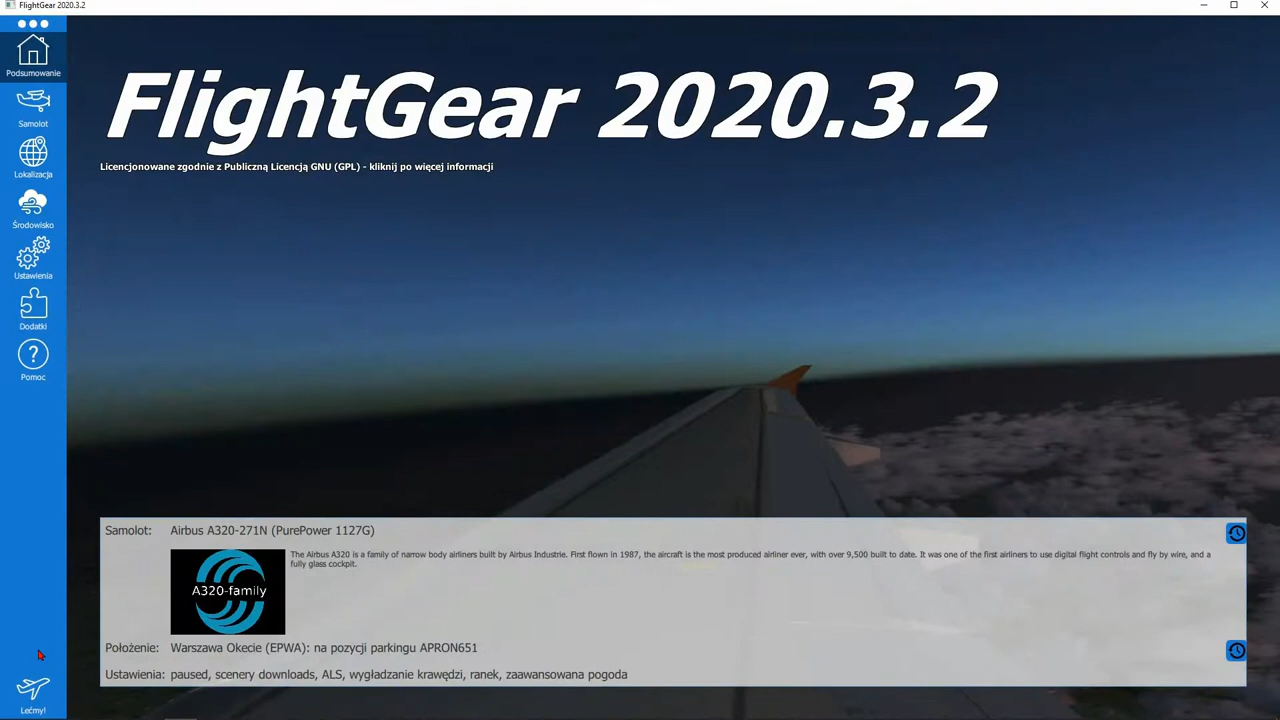 FlightGear 2020.3.2
Podsumowanie
Samolot
Lokalizacja
Środowisko
Ustawienia
Dodatki
Pomoc
Lećmy!
FlightGear 2020.3.2
Licencjonowane zgodnie z Publiczną Licencją GNU (GPL) - kliknij po więcej informacji
Samolot: Airbus A320-271N (PurePower 1127G)
A320-family
The Airbus A320 is a family of narrow body airliners built by Airbus Industrie. First flown in 1987, the aircraft is the most produced airliner ever, with over 9,500 built to date. It was one of the first airliners to use digital flight controls and fly by wire, and a
fully glass cockpit.
Położenie: Warszawa Okecie (EPWA): na pozycji parkingu APRON651
Ustawienia: paused, scenery downloads, ALS, wygładzanie krawędzi, ranek, zaawansowana pogoda